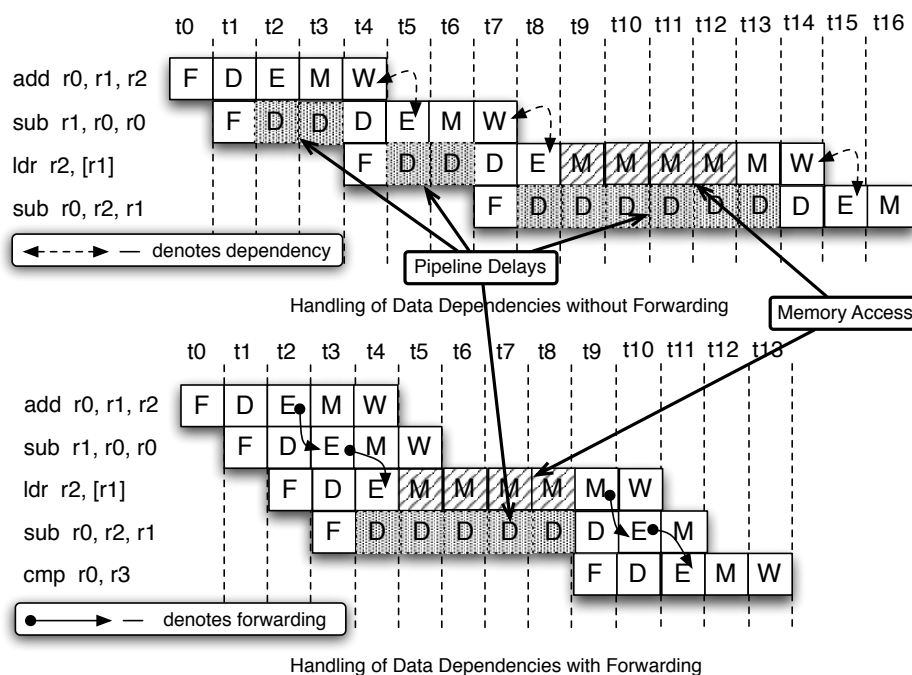 t0 t1 t2 t3 t4 t5 t6 t7 t8 t9 t10 t11 t12 t13 t14 t15 t16
add r0, r1, r2 F D E M W
sub r1, r0, r0 F D D D E M W
ldr r2, [r1] F D D D E M M M M M W
sub r0, r2, r1 F D D D D D D D E M
— denotes dependency
Pipeline Delays
Handling of Data Dependencies without Forwarding
Memory Access
t0 t1 t2 t3 t4 t5 t6 t7 t8 t9 t10 t11 t12 t13
add r0, r1, r2 F D E M W
sub r1, r0, r0 F D E M W
ldr r2, [r1] F D E M M M M M W
sub r0, r2, r1 F D D D D D D E M
cmp r0, r3 F D E M W
— denotes forwarding
Handling of Data Dependencies with Forwarding